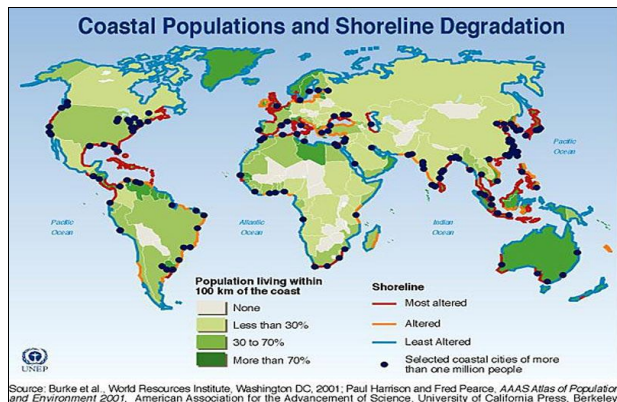 Coastal Populations and Shoreline Degradation
Pacific
Ocean
Pacific
Ocean
Atlantic
Ocean
Indian
Ocean
Population living within
100 km of the coast
None
Less than 30%
30 to 70%
More than 70%
Shoreline
Most altered
Altered
Least Altered
Selected coastal cities of more
than one million people
UNEP
Source: Burke et al., World Resources Institute, Washington DC, 2001; Paul Harrison and Fred Pearce, AAAS Atlas of Population
and Environment 2001, American Association for the Advancement of Science, University of California Press, Berkeley